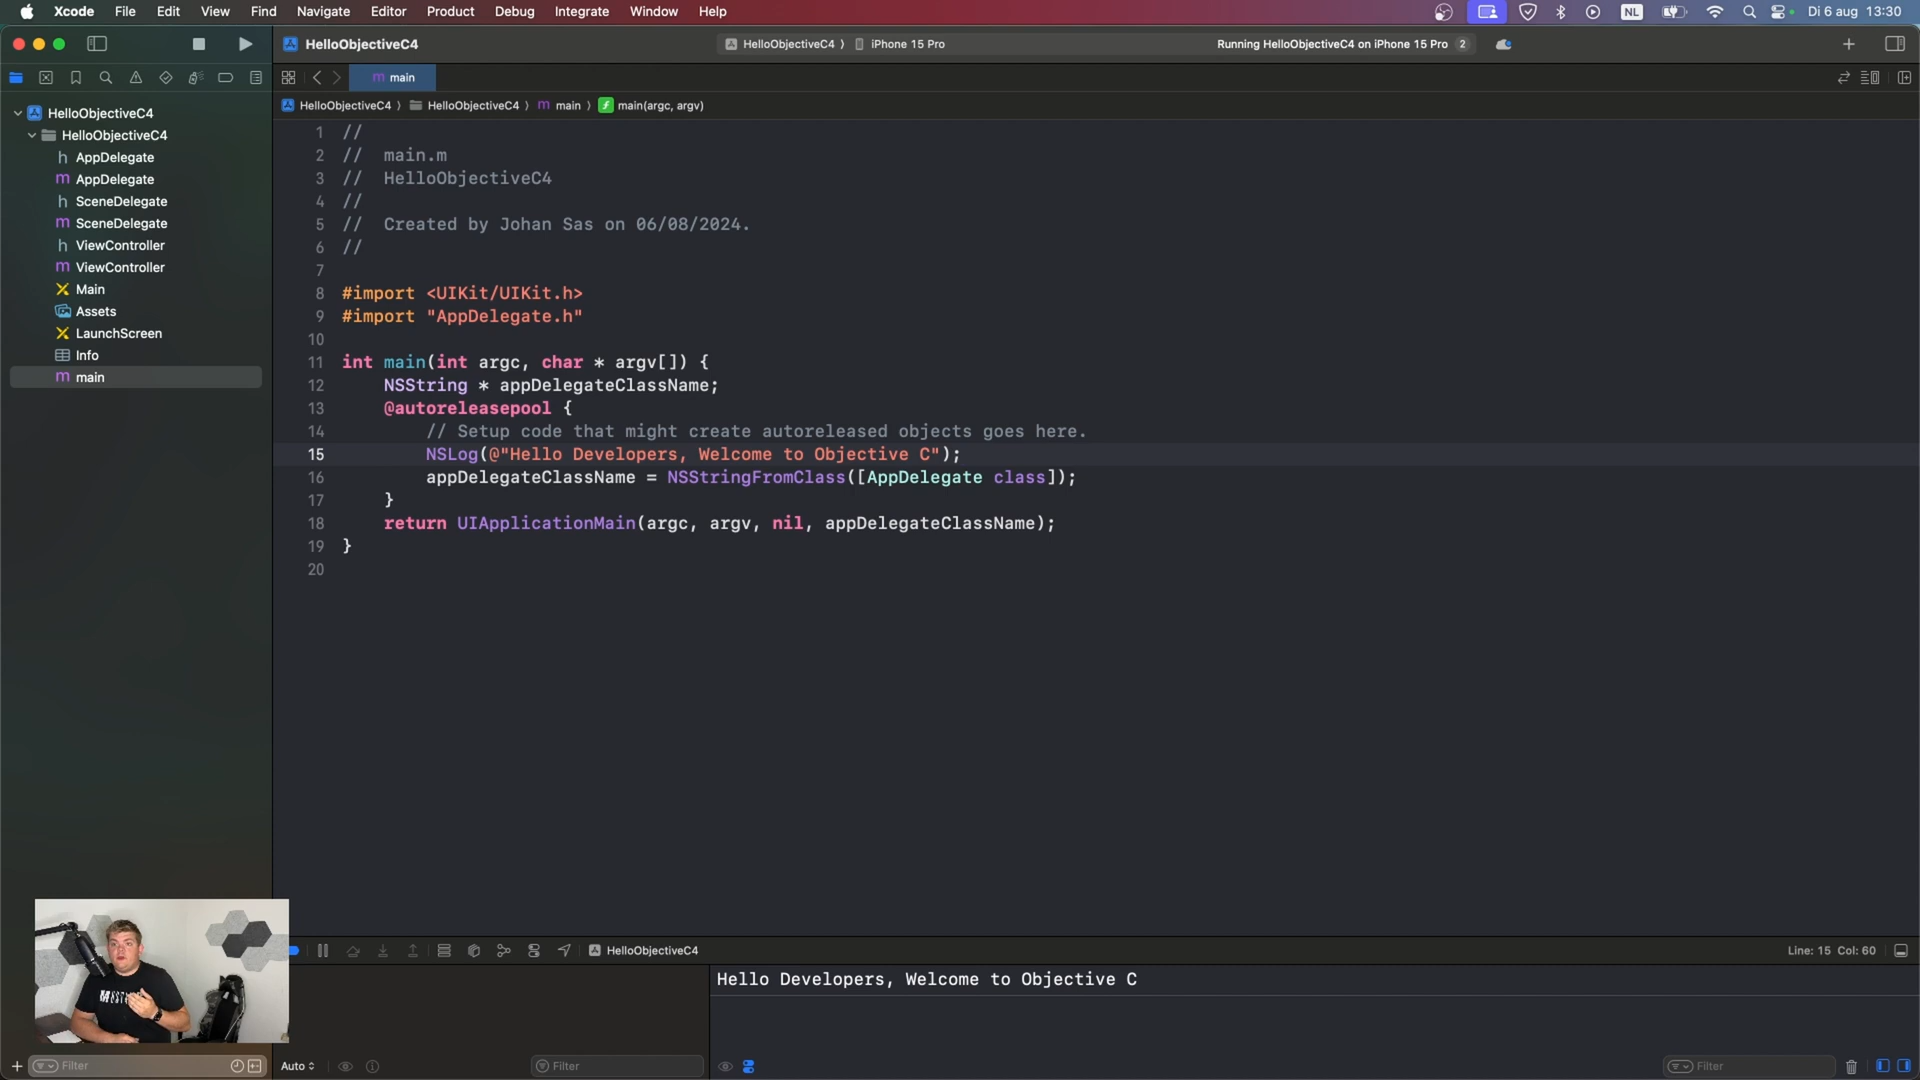 Xcode File Edit View Find Navigate Editor Product Debug Integrate Window Help NL Di 6 aug 13:30
HelloObjectiveC4 HelloObjectiveC4 iPhone 15 Pro Running HelloObjectiveC4 on iPhone 15 Pro 2
m main
HelloObjectiveC4 HelloObjectiveC4 m main f main(argc, argv)
HelloObjectiveC4
HelloObjectiveC4
h AppDelegate
m AppDelegate
h SceneDelegate
m SceneDelegate
h ViewController
m ViewController
Main
Assets
LaunchScreen
Info
m main
1 //
2 // main.m
3 // HelloObjectiveC4
4 //
5 // Created by Johan Sas on 06/08/2024.
6 //
7
8 #import <UIKit/UIKit.h>
9 #import "AppDelegate.h"
10
11 int main(int argc, char * argv[]) {
12 NSString * appDelegateClassName;
13 @autoreleasepool {
14 // Setup code that might create autoreleased objects goes here.
15 NSLog(@"Hello Developers, Welcome to Objective C");
16 appDelegateClassName = NSStringFromClass([AppDelegate class]);
17 }
18 return UIApplicationMain(argc, argv, nil, appDelegateClassName);
19 }
20
HelloObjectiveC4 Line: 15 Col: 60
Hello Developers, Welcome to Objective C
Filter Auto Filter Filter